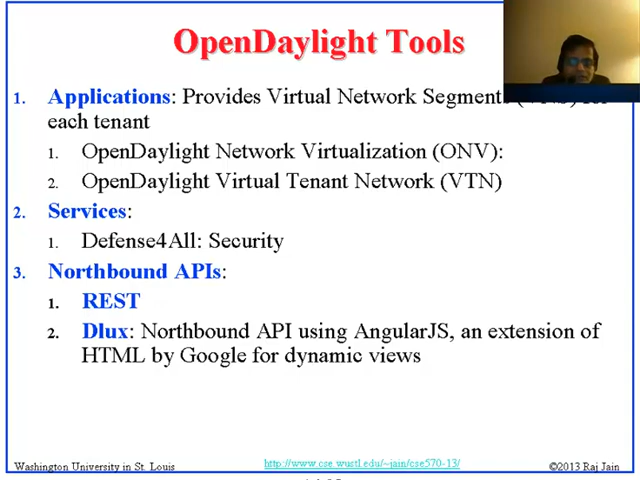 OpenDaylight Tools
1. Applications: Provides Virtual Network Segments for
each tenant
1. OpenDaylight Network Virtualization (ONV):
2. OpenDaylight Virtual Tenant Network (VTN)
2. Services:
1. Defense4All: Security
3. Northbound APIs:
1. REST
2. Dlux: Northbound API using AngularJS, an extension of
HTML by Google for dynamic views
Washington University in St. Louis
http://www.cse.wustl.edu/~jain/cse570-13/
©2013 Raj Jain